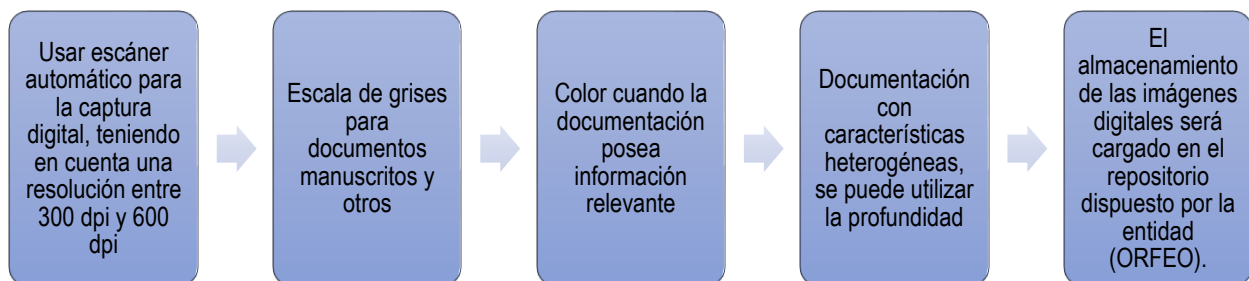 Usar escáner
automático para
la captura
digital, teniendo
en cuenta una
resolución entre
300 dpi y 600
dpi
Escala de grises
para
documentos
manuscritos y
otros
Color cuando la
documentación
posea
información
relevante
Documentación
con
características
heterogéneas,
se puede utilizar
la profundidad
El
almacenamiento
de las imágenes
digitales será
cargado en el
repositorio
dispuesto por la
entidad
(ORFEO).